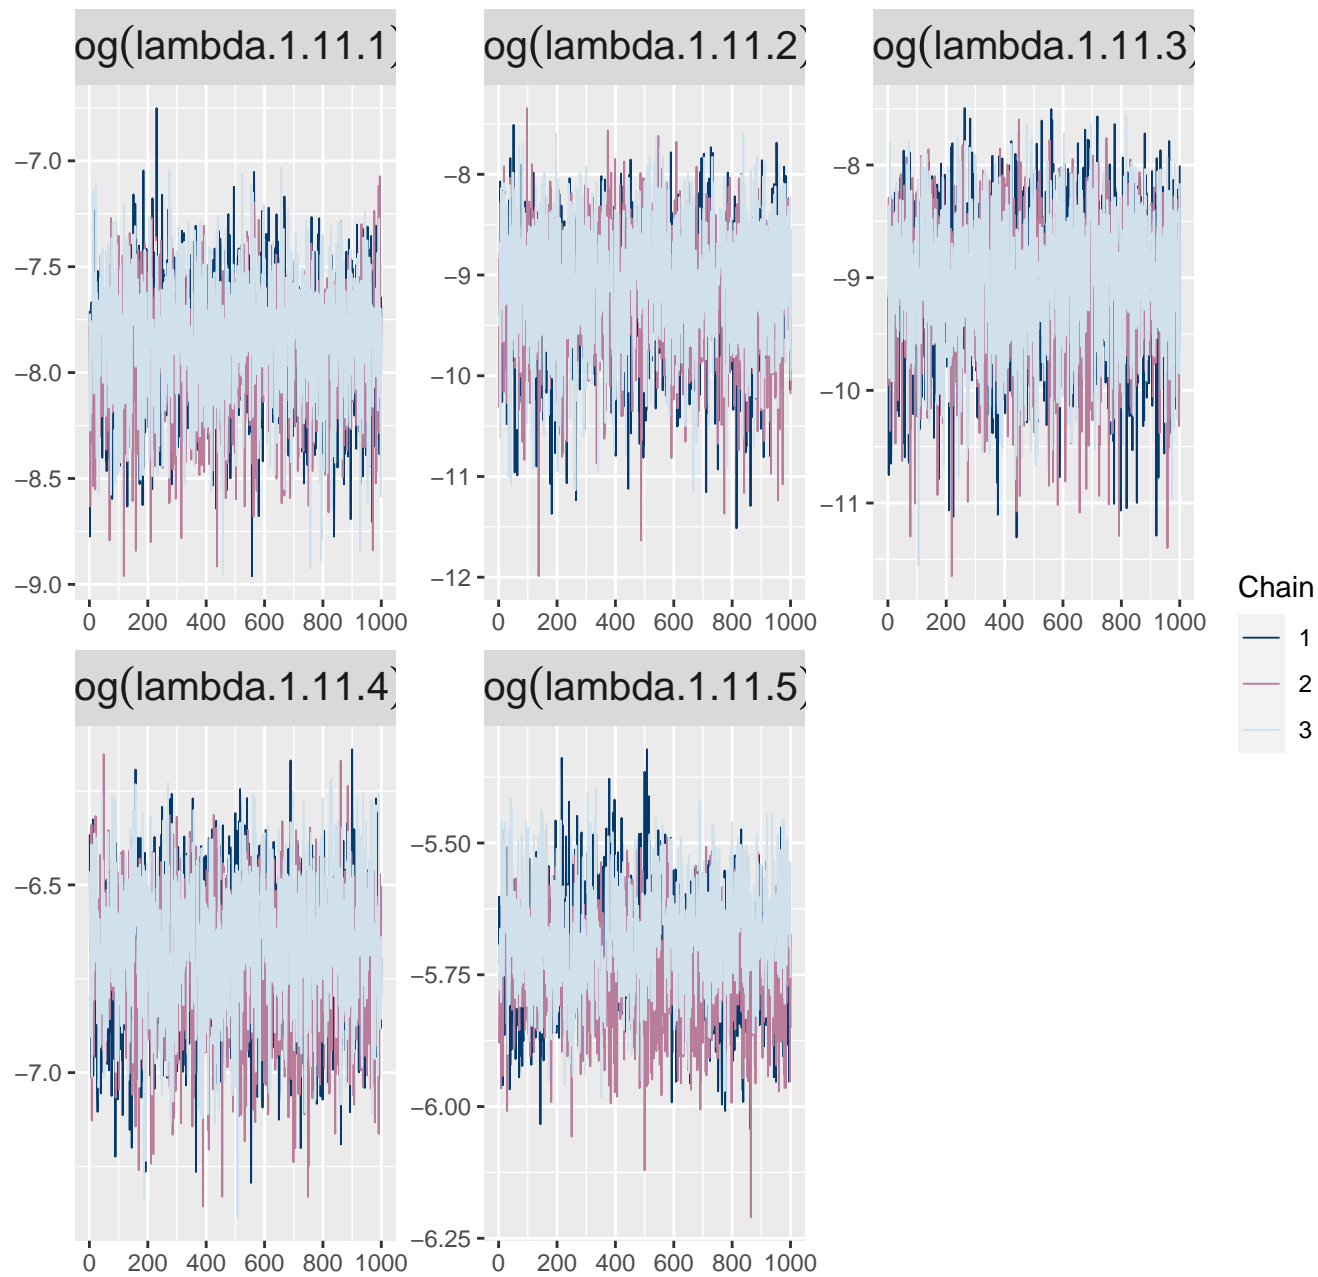 og(lambda.1.11.1)
og(lambda.1.11.2)
og(lambda.1.11.3)
−7.0
−7.5
−8.0
−8.5
−9.0
0 200 400 600 800 1000
−8
−9
−10
−11
−12
0 200 400 600 800 1000
−8
−9
−10
−11
0 200 400 600 800 1000
og(lambda.1.11.4)
og(lambda.1.11.5)
−6.5
−7.0
0 200 400 600 800 1000
−5.50
−5.75
−6.00
−6.25
0 200 400 600 800 1000
Chain
1
2
3